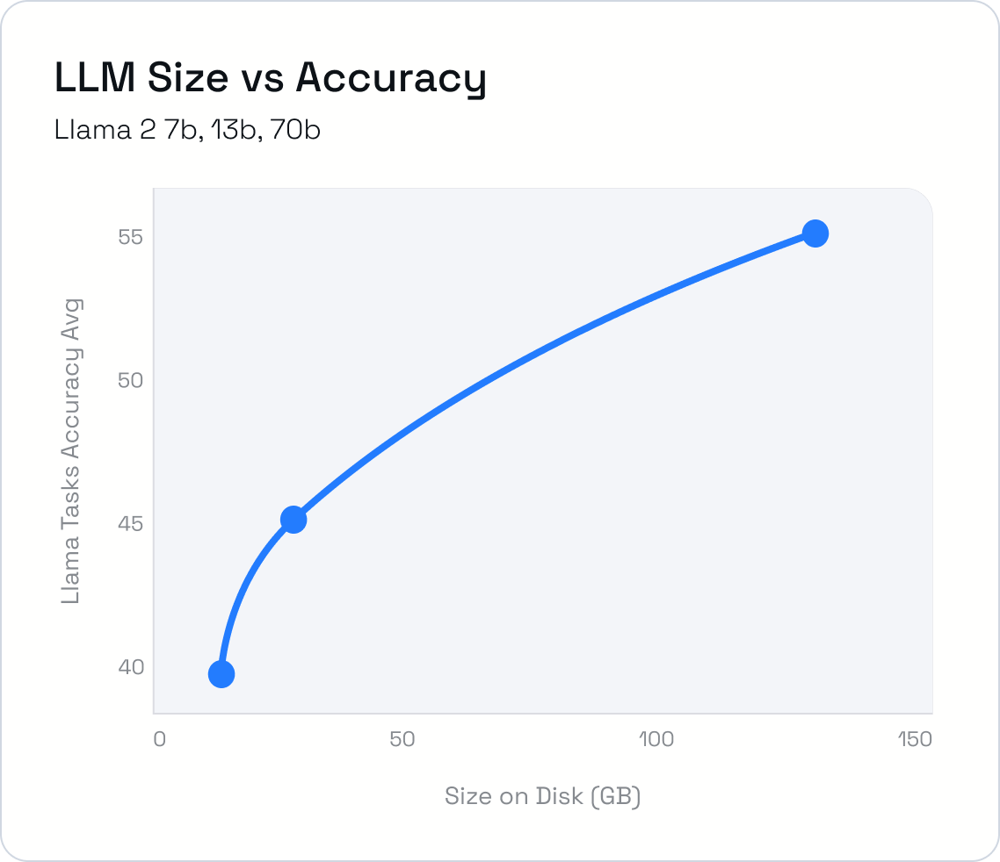 LLM Size vs Accuracy
Llama 2 7b, 13b, 70b
Llama Tasks Accuracy Avg
55
50
45
40
0 50 100 150
Size on Disk (GB)